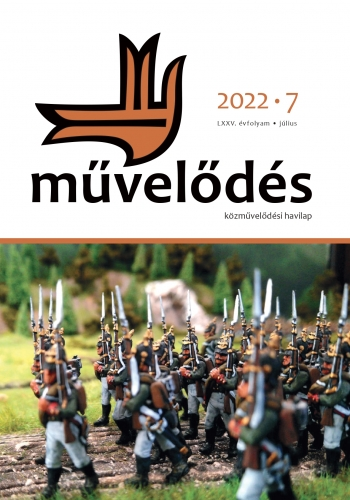 2022 • 7
LXXV. évfolyam • július
művelődés
közművelődési havilap